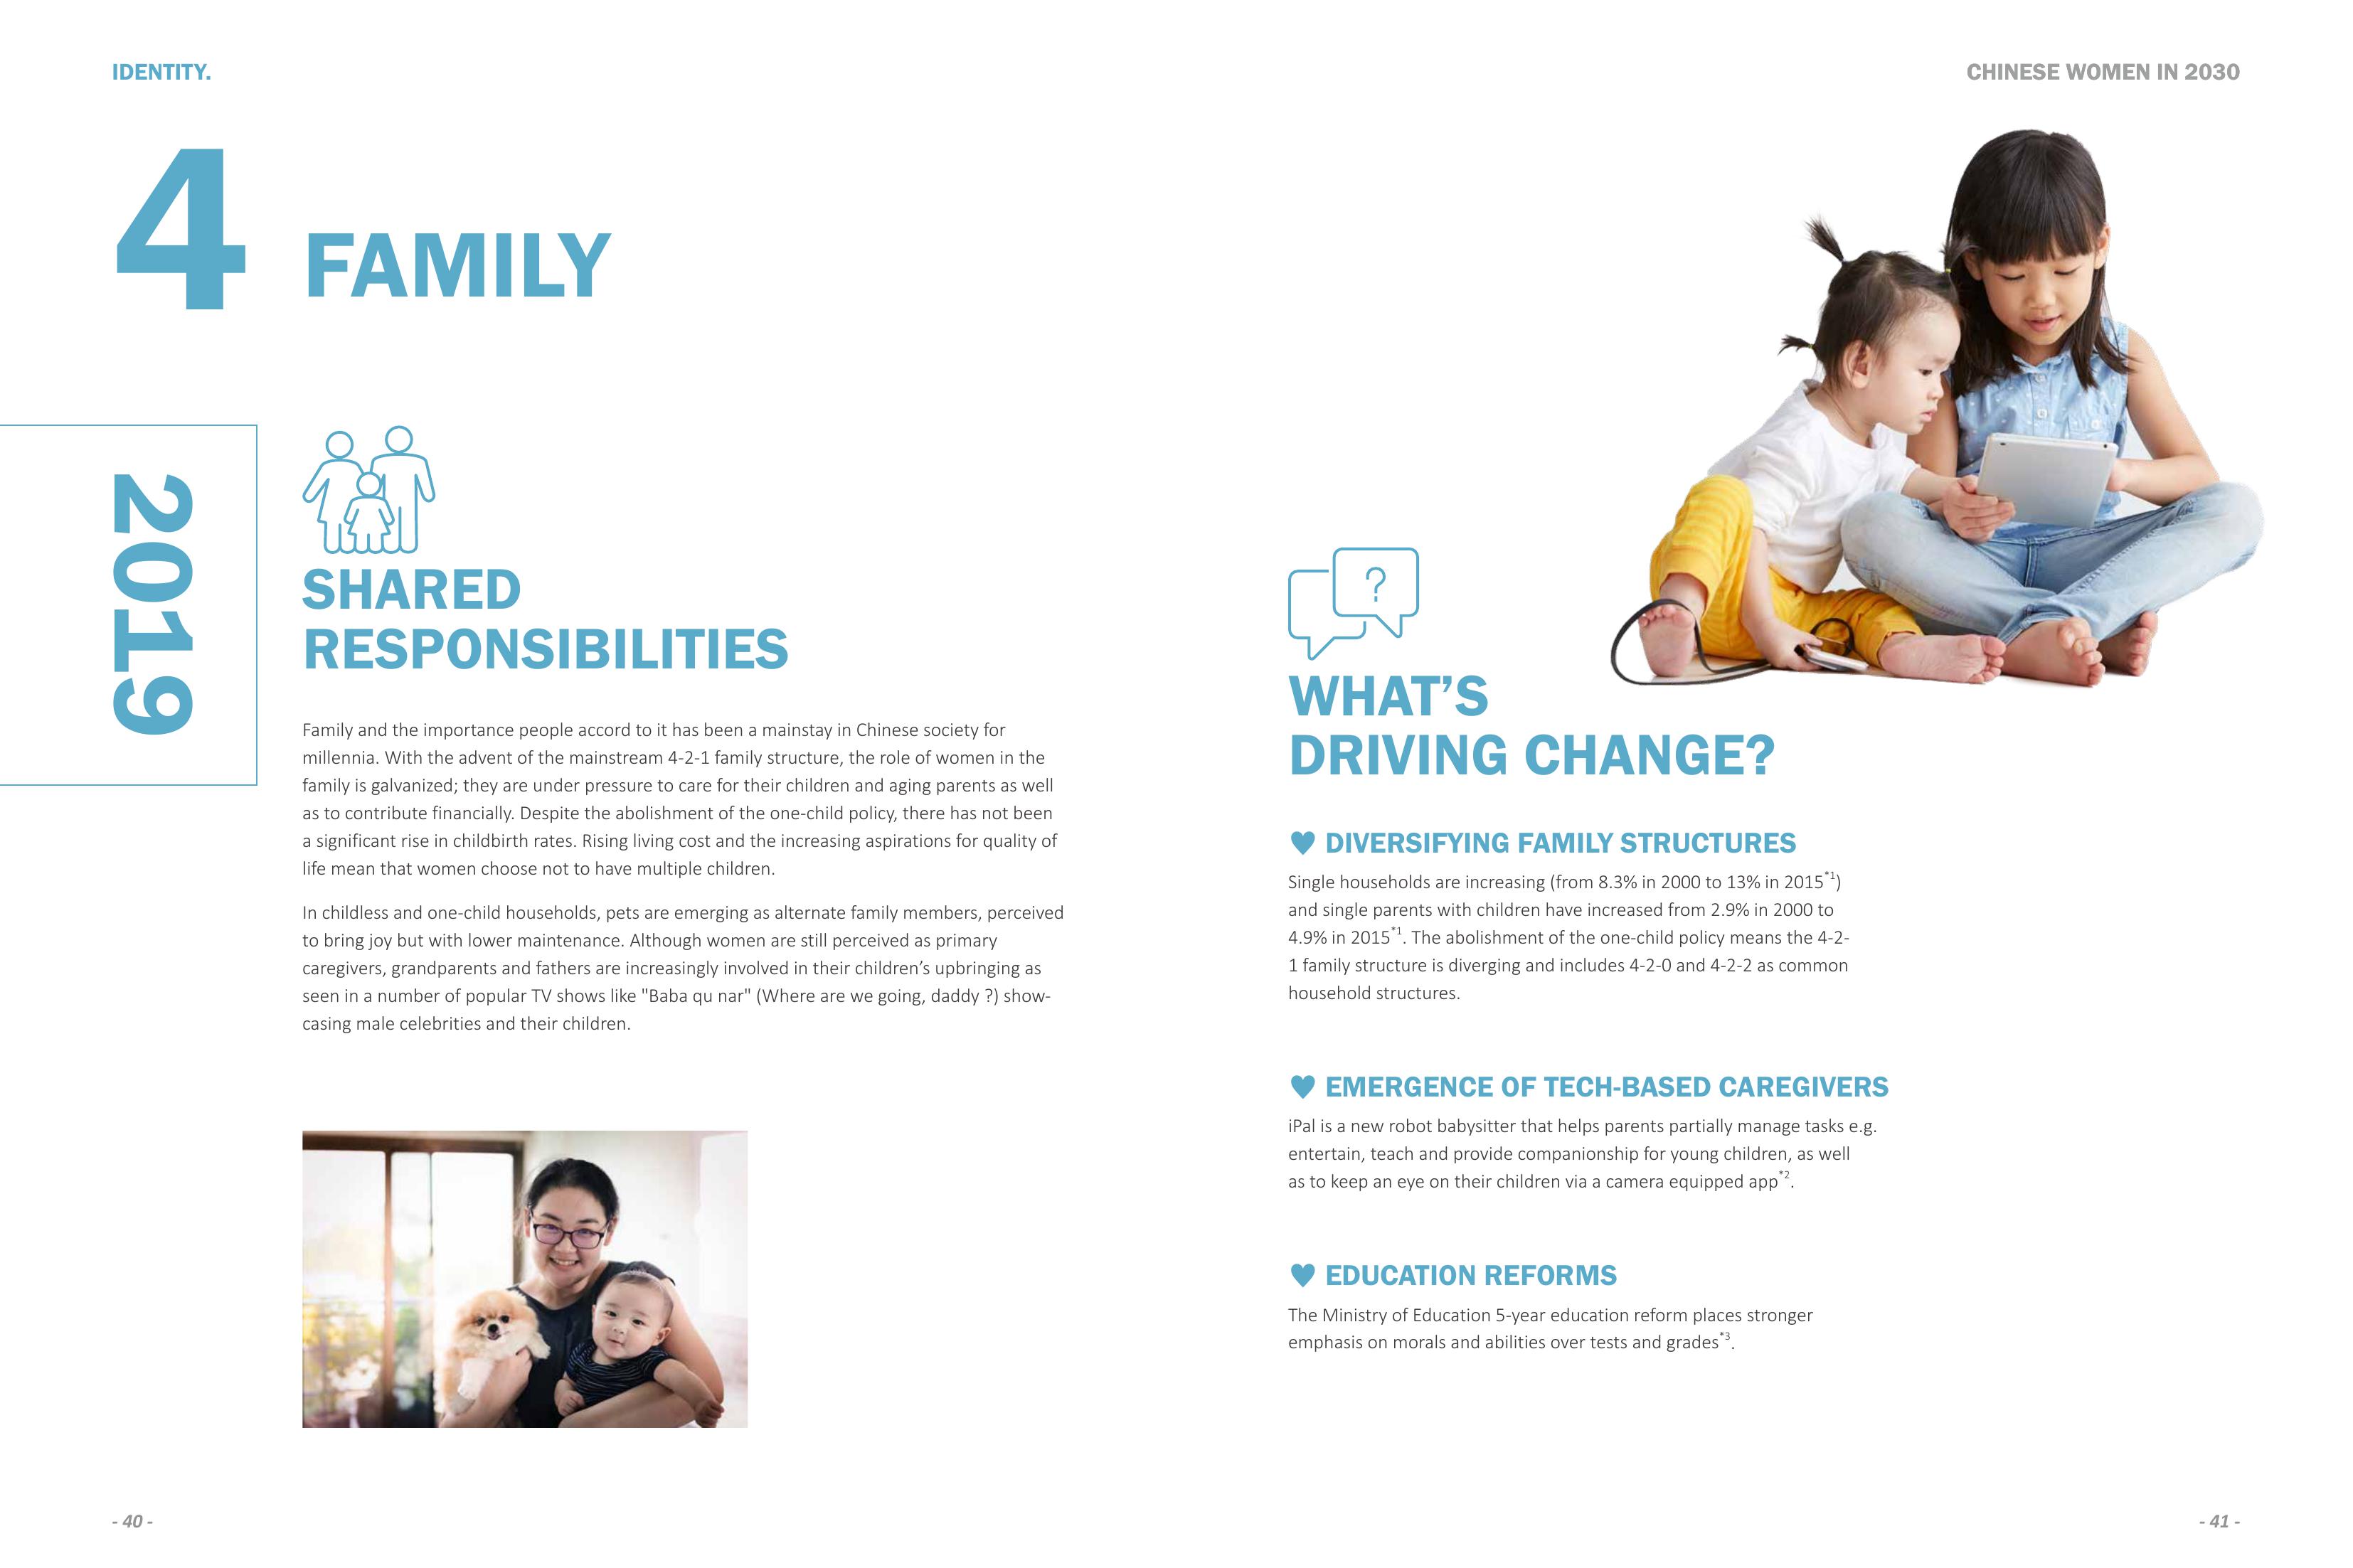 IDENTITY.
CHINESE WOMEN IN 2030
4 FAMILY
2019
SHARED
RESPONSIBILITIES
Family and the importance people accord to it has been a mainstay in Chinese society for
millennia. With the advent of the mainstream 4-2-1 family structure, the role of women in the
family is galvanized; they are under pressure to care for their children and aging parents as well
as to contribute financially. Despite the abolishment of the one-child policy, there has not been
a significant rise in childbirth rates. Rising living cost and the increasing aspirations for quality of
life mean that women choose not to have multiple children.
In childless and one-child households, pets are emerging as alternate family members, perceived
to bring joy but with lower maintenance. Although women are still perceived as primary
caregivers, grandparents and fathers are increasingly involved in their children’s upbringing as
seen in a number of popular TV shows like "Baba qu nar" (Where are we going, daddy ?) show-
casing male celebrities and their children.
?
WHAT’S
DRIVING CHANGE?
♥ DIVERSIFYING FAMILY STRUCTURES
Single households are increasing (from 8.3% in 2000 to 13% in 2015*1)
and single parents with children have increased from 2.9% in 2000 to
4.9% in 2015*1. The abolishment of the one-child policy means the 4-2-
1 family structure is diverging and includes 4-2-0 and 4-2-2 as common
household structures.
♥ EMERGENCE OF TECH-BASED CAREGIVERS
iPal is a new robot babysitter that helps parents partially manage tasks e.g.
entertain, teach and provide companionship for young children, as well
as to keep an eye on their children via a camera equipped app*2.
♥ EDUCATION REFORMS
The Ministry of Education 5-year education reform places stronger
emphasis on morals and abilities over tests and grades*3.
- 40 -
- 41 -